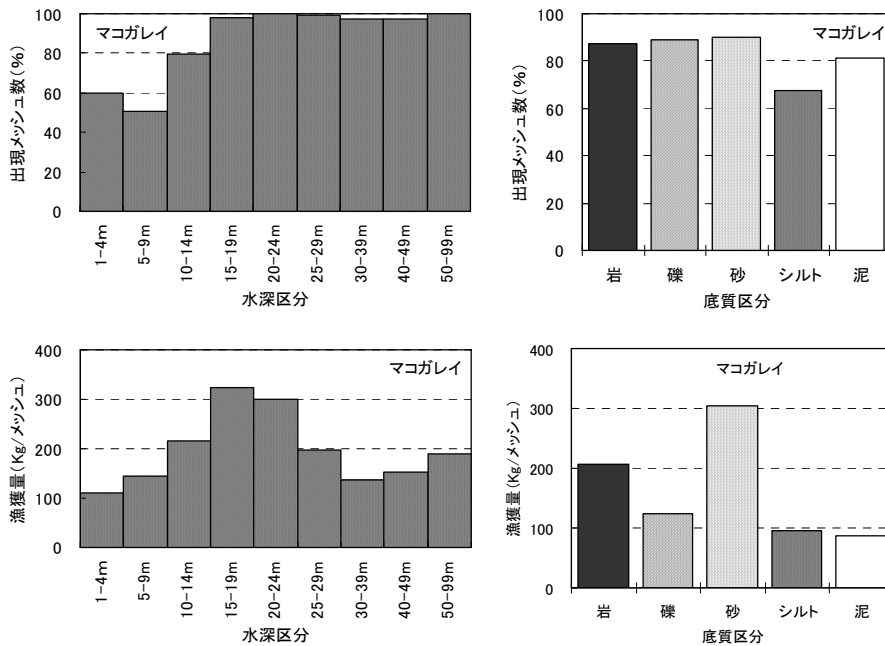 マコガレイ
出現メッシュ数(%)
100
80
60
40
20
0
1-4m
5-9m
10-14m
15-19m
20-24m
25-29m
30-39m
40-49m
50-99m
水深区分
マコガレイ
出現メッシュ数(%)
100
80
60
40
20
0
岩
礫
砂
シルト
泥
底質区分
マコガレイ
漁獲量(Kg/メッシュ)
400
300
200
100
0
1-4m
5-9m
10-14m
15-19m
20-24m
25-29m
30-39m
40-49m
50-99m
水深区分
マコガレイ
漁獲量(Kg/メッシュ)
400
300
200
100
0
岩
礫
砂
シルト
泥
底質区分